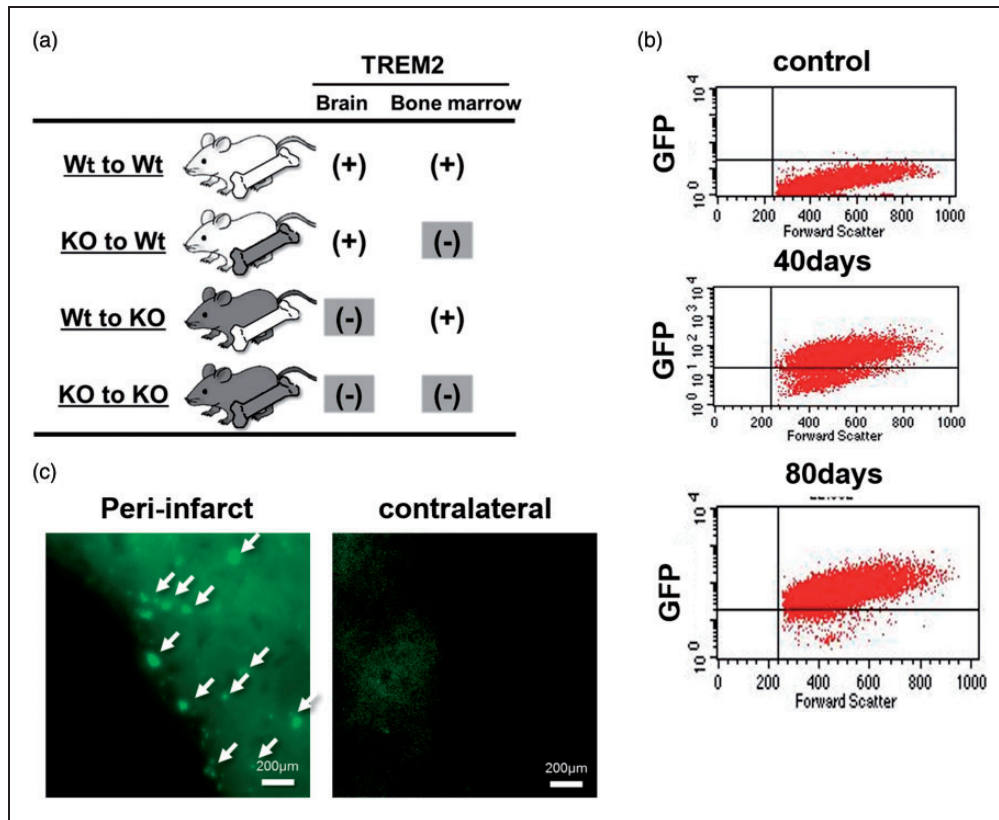 (a)
TREM2
Brain Bone marrow
Wt to Wt (+) (+)
KO to Wt (+) (-)
Wt to KO (-) (+)
KO to KO (-) (-)
(b)
control
GFP
10^4
10^0
0 200 400 600 800 1000
Forward Scatter
40days
GFP
10^4
10^3
10^2
10^1
10^0
0 200 400 600 800 1000
Forward Scatter
80days
GFP
10^4
10^0
0 200 400 600 800 1000
Forward Scatter
(c)
Peri-infarct contralateral
200μm 200μm